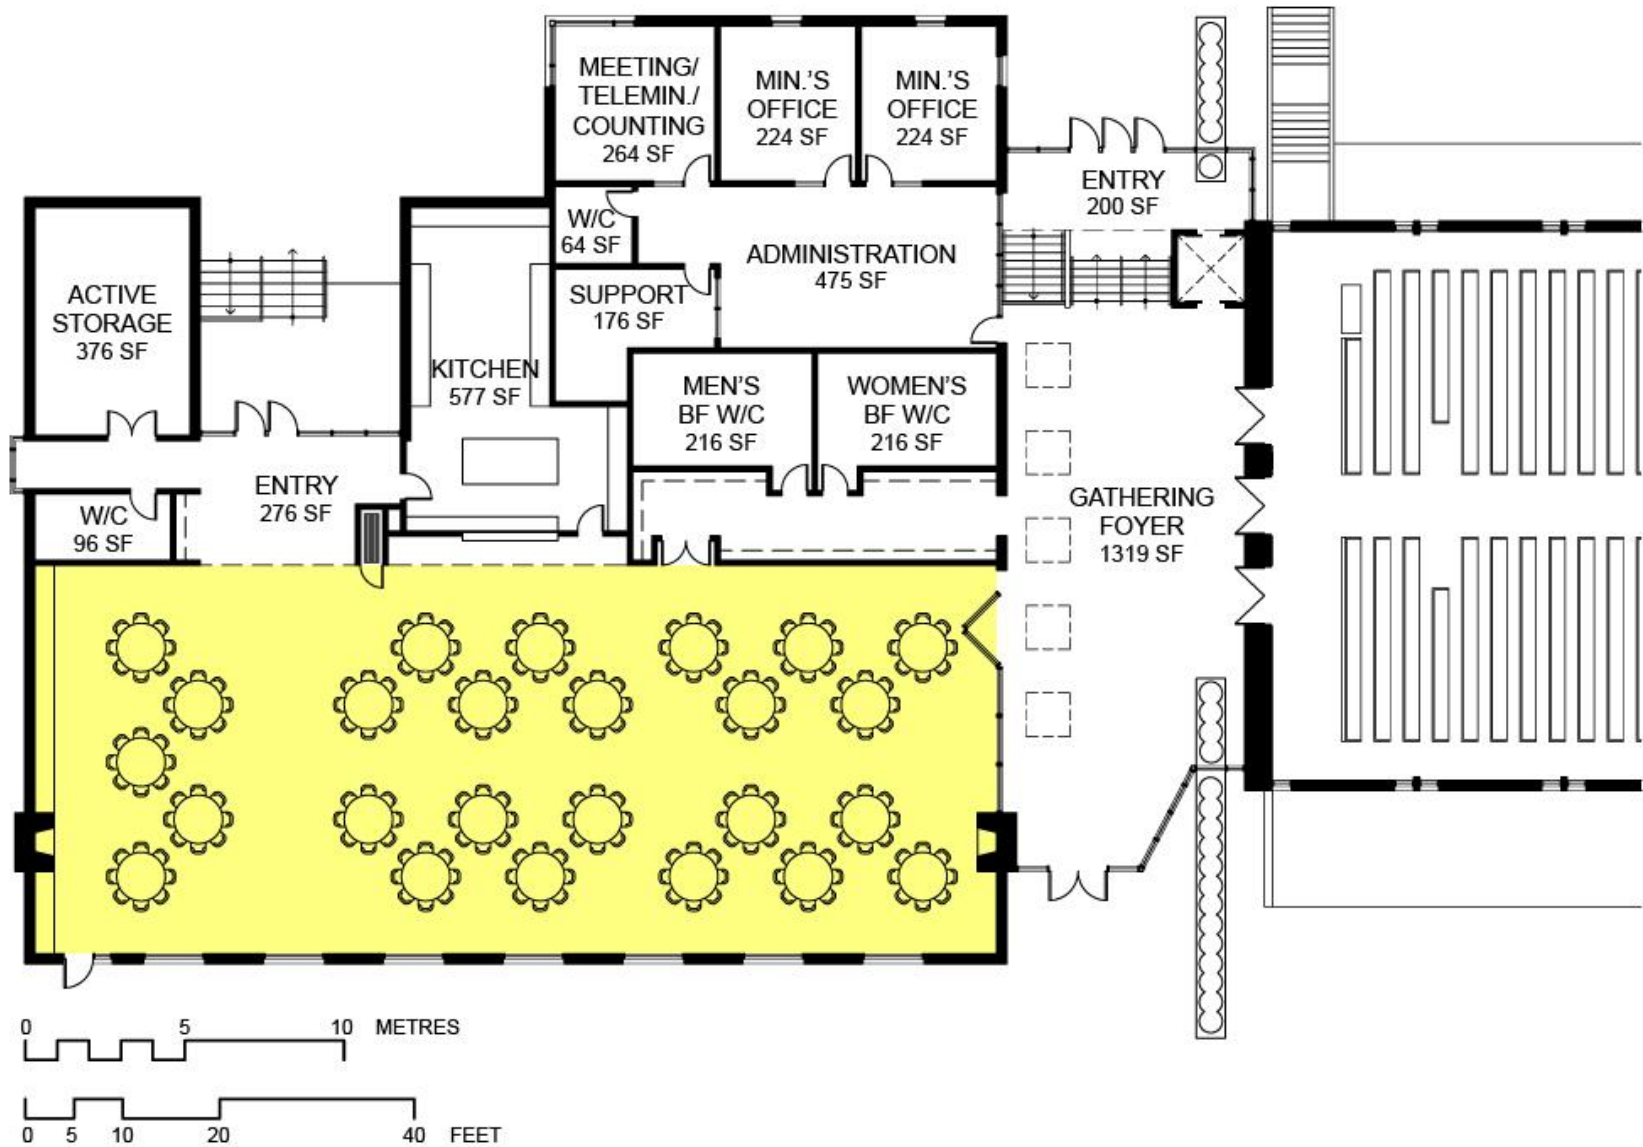 MEETING/
TELEMIN./
COUNTING
264 SF
MIN.'S
OFFICE
224 SF
MIN.'S
OFFICE
224 SF
ENTRY
200 SF
W/C
64 SF
ADMINISTRATION
475 SF
ACTIVE
STORAGE
376 SF
SUPPORT
176 SF
KITCHEN
577 SF
MEN'S
BF W/C
216 SF
WOMEN'S
BF W/C
216 SF
ENTRY
276 SF
W/C
96 SF
GATHERING
FOYER
1319 SF
0 5 10 METRES
0 5 10 20 40 FEET